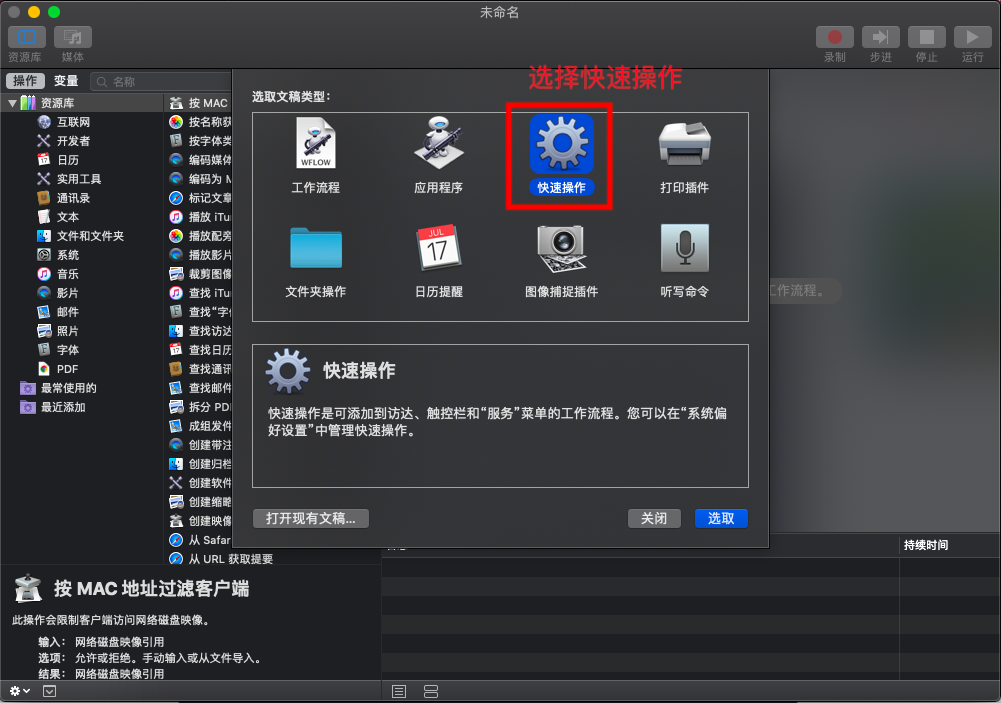 未命名
资源库
媒体
录制
步进
停止
运行
操作
变量
名称
选择快速操作
选取文稿类型：
WFLOW
工作流程
应用程序
快速操作
打印插件
文件夹操作
JUL
17
日历提醒
图像捕捉插件
听写命令
快速操作
快速操作是可添加到访达、触控栏和“服务”菜单的工作流程。您可以在“系统偏
好设置”中管理快速操作。
打开现有文稿...
关闭
选取
资源库
互联网
开发者
日历
实用工具
通讯录
文本
文件和文件夹
系统
音乐
影片
邮件
照片
字体
PDF
最常使用的
最近添加
按 MAC
按名称获
按字体类
编码媒体
编码为 M
标记文章
播放 iTu
播放配旁
播放影片
裁剪图像
查找 iTu
查找“字体
查找访达
查找日历
查找通讯
查找邮件
拆分 PD
成组发件
创建带注
创建归档
创建软件
创建缩略
创建映像
从 Safar
从 URL 获取提要
工作流程。
持续时间
按 MAC 地址过滤客户端
此操作会限制客户端访问网络磁盘映像。
输入： 网络磁盘映像引用
选项： 允许或拒绝。手动输入或从文件导入。
结果： 网络磁盘映像引用